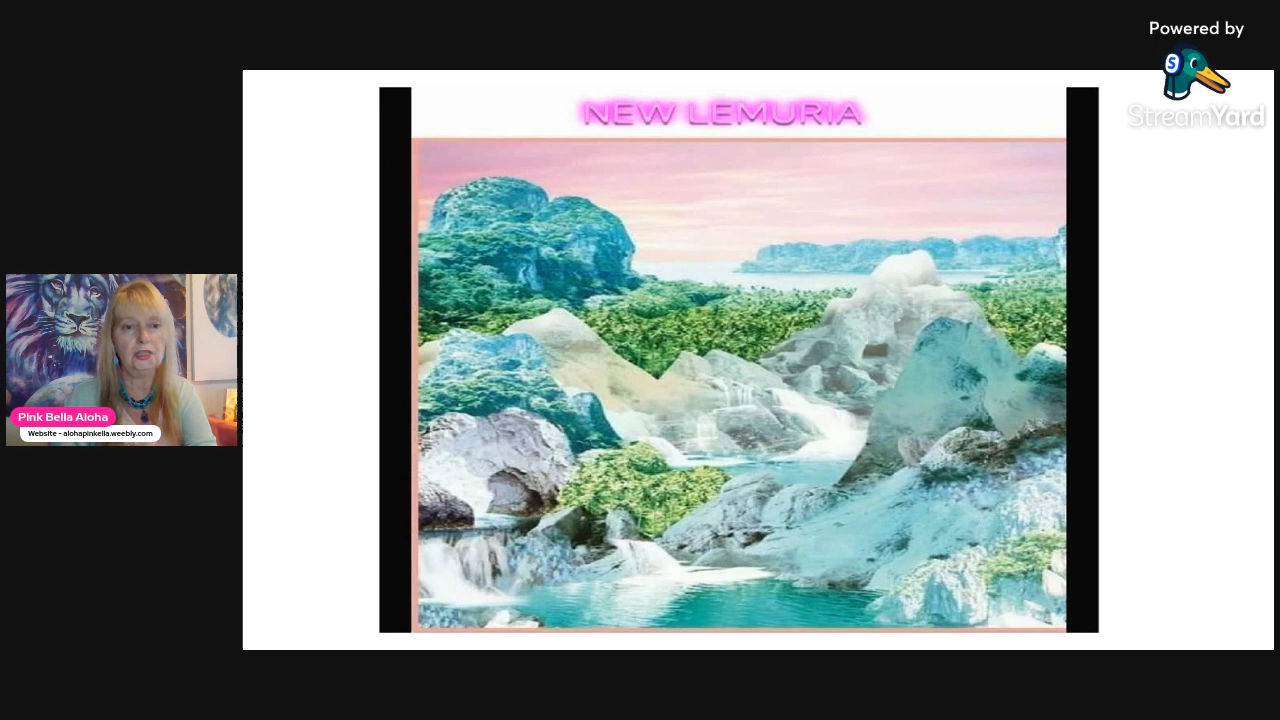 Powered by
S
StreamYard
NEW LEMURIA
Pink Bella Aloha
Website - alohapinkella.weebly.com